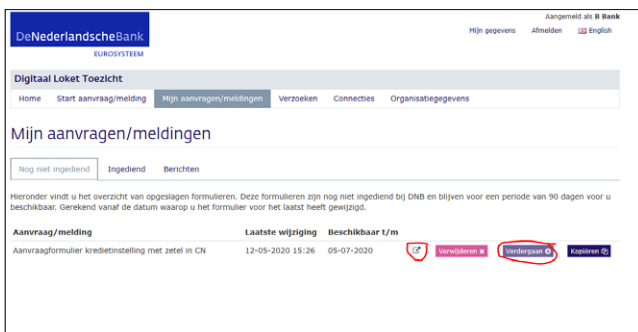 Aangemeld als B Bank
Mijn gegevens Afmelden English
DeNederlandscheBank
EUROSYSTEEM
Digitaal Loket Toezicht
Home Start aanvraag/melding Mijn aanvragen/meldingen Verzoeken Connecties Organisatiegegevens
Mijn aanvragen/meldingen
Nog niet ingediend Ingediend Berichten
Hieronder vindt u het overzicht van opgeslagen formulieren. Deze formulieren zijn nog niet ingediend bij DNB en blijven voor een periode van 90 dagen voor u
beschikbaar. Gerekend vanaf de datum waarop u het formulier voor het laatst heeft gewijzigd.
Aanvraag/melding Laatste wijziging Beschikbaar t/m
Aanvraagformulier kredietinstelling met zetel in CN 12-05-2020 15:26 05-07-2020 Verwijderen Verdergaan Kopiëren